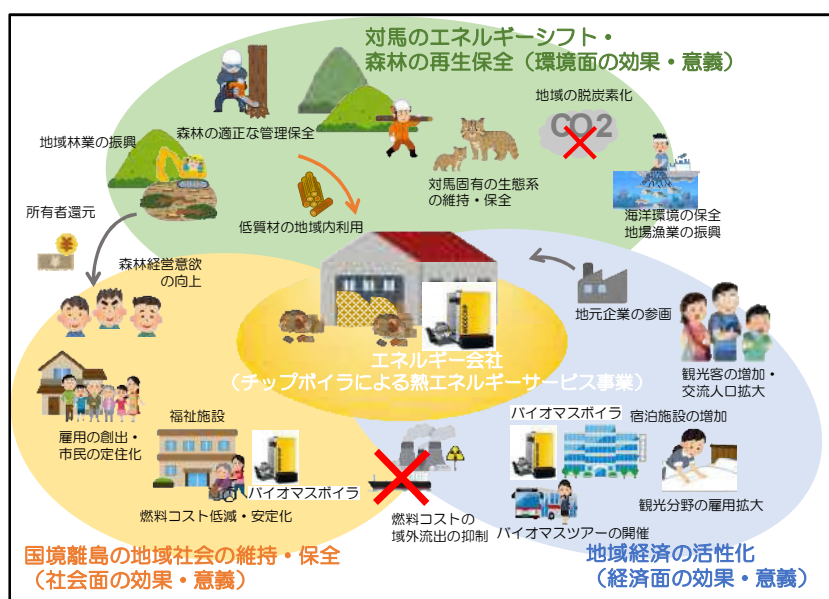 対馬のエネルギーシフト・
森林の再生保全（環境面の効果・意義）
地域の脱炭素化
CO2
森林の適正な管理保全
地域林業の振興
対馬固有の生態系
の維持・保全
海洋環境の保全
地場漁業の振興
所有者還元
低質材の地域内利用
森林経営意欲
の向上
地元企業の参画
エネルギー会社
（チップボイラによる熱エネルギーサービス事業）
観光客の増加・
交流人口拡大
福祉施設
バイオマスボイラ
宿泊施設の増加
雇用の創出・
市民の定住化
バイオマスボイラ
燃料コスト低減・安定化
燃料コストの
域外流出の抑制
観光分野の雇用拡大
バイオマスツアーの開催
国境離島の地域社会の維持・保全
（社会面の効果・意義）
地域経済の活性化
（経済面の効果・意義）